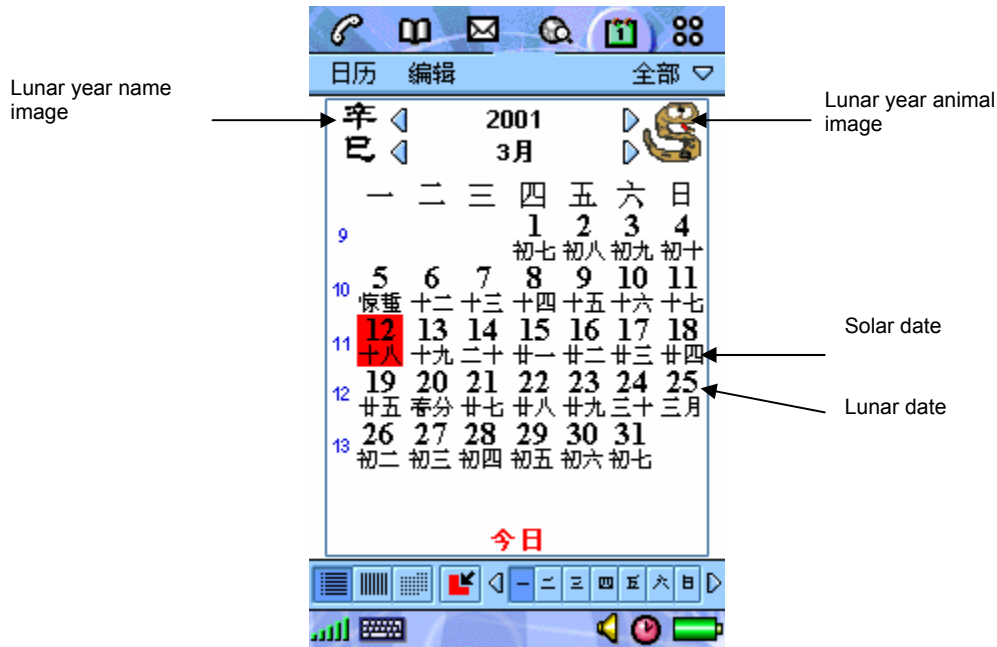 日历 编辑 全部
Lunar year name
image
Lunar year animal
image
辛 2001
巳 3月
一 二 三 四 五 六 日
9 1 2 3 4
初七 初八 初九 初十
10 5 6 7 8 9 10 11
惊蛰 十二 十三 十四 十五 十六 十七
11 12 13 14 15 16 17 18
十八 十九 二十 廿一 廿二 廿三 廿四
Solar date
12 19 20 21 22 23 24 25
廿五 春分 廿七 廿八 廿九 三十 三月
Lunar date
13 26 27 28 29 30 31
初二 初三 初四 初五 初六 初七
今日
一 二 三 四 五 六 日